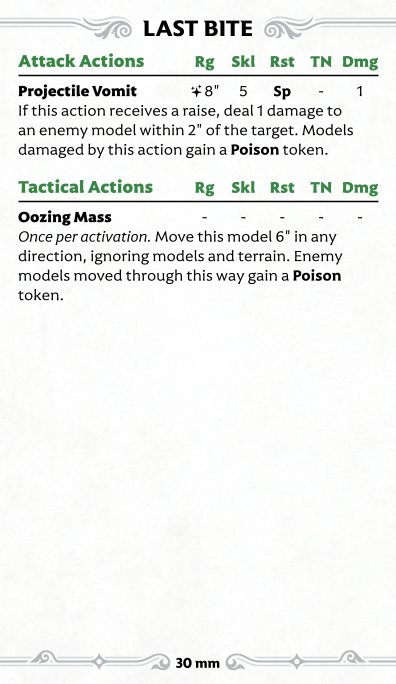 LAST BITE
Attack Actions Rg Skl Rst TN Dmg
Projectile Vomit 8" 5 Sp - 1
If this action receives a raise, deal 1 damage to
an enemy model within 2" of the target. Models
damaged by this action gain a Poison token.
Tactical Actions Rg Skl Rst TN Dmg
Oozing Mass - - - - -
Once per activation. Move this model 6" in any
direction, ignoring models and terrain. Enemy
models moved through this way gain a Poison
token.
30 mm